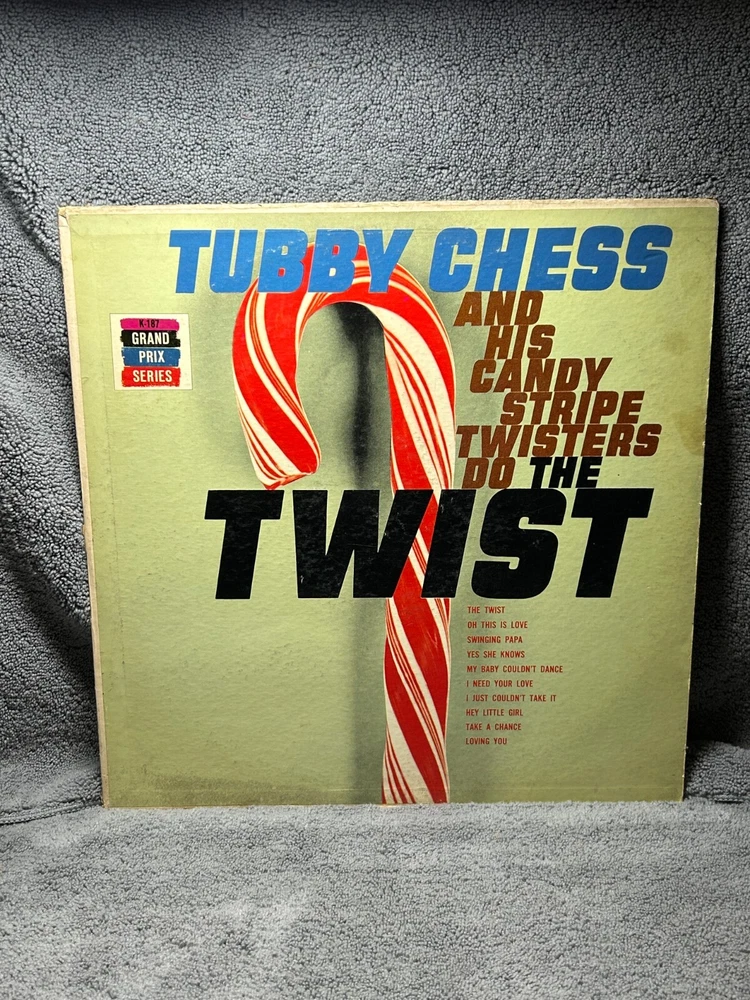 TUBBY CHESS
AND
HIS
CANDY
STRIPE
TWISTERS
DO THE
TWIST
K-187
GRAND
PRIX
SERIES
THE TWIST
OH THIS IS LOVE
SWINGING PAPA
YES SHE KNOWS
MY BABY COULDN'T DANCE
I NEED YOUR LOVE
I JUST COULDN'T TAKE IT
HEY LITTLE GIRL
TAKE A CHANCE
LOVING YOU